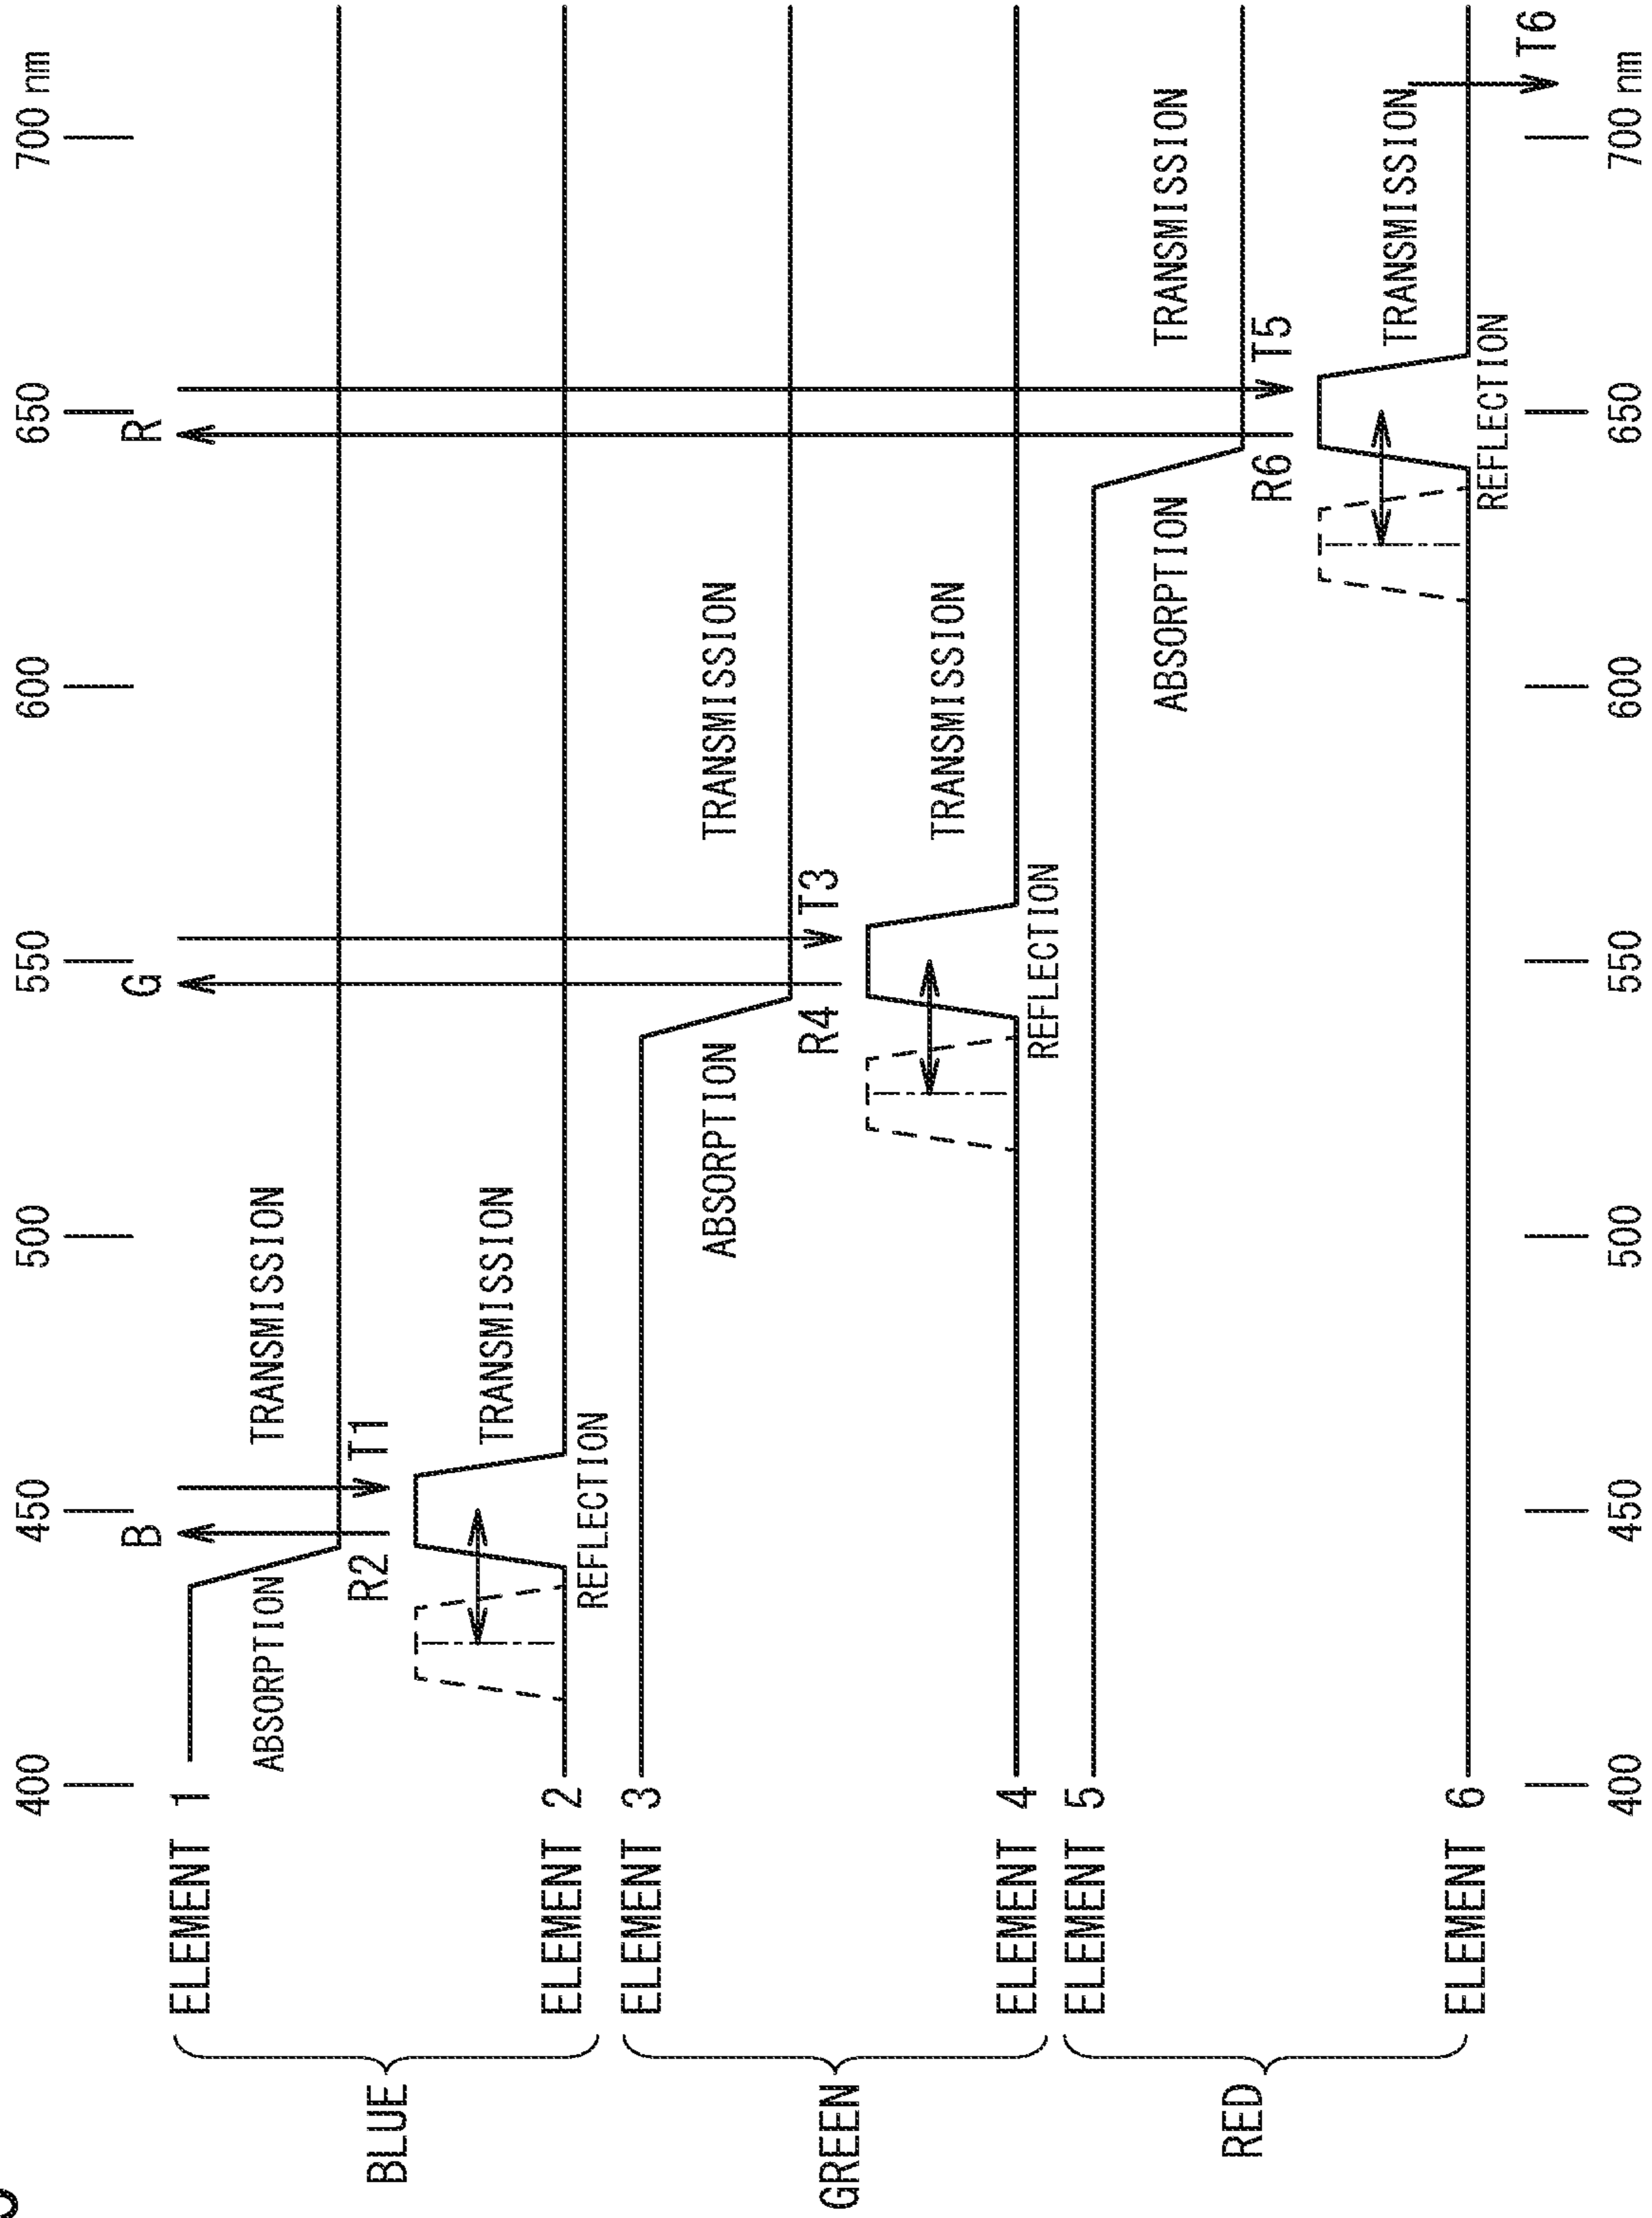 400 450 500 550 600 650 700 nm
B G R
BLUE
ELEMENT 1
ABSORPTION
TRANSMISSION
R2
T1
ELEMENT 2
TRANSMISSION
REFLECTION
GREEN
ELEMENT 3
ABSORPTION
TRANSMISSION
R4
T3
ELEMENT 4
TRANSMISSION
REFLECTION
RED
ELEMENT 5
ABSORPTION
TRANSMISSION
R6
T5
ELEMENT 6
TRANSMISSION
REFLECTION
T6
400 450 500 550 600 650 700 nm